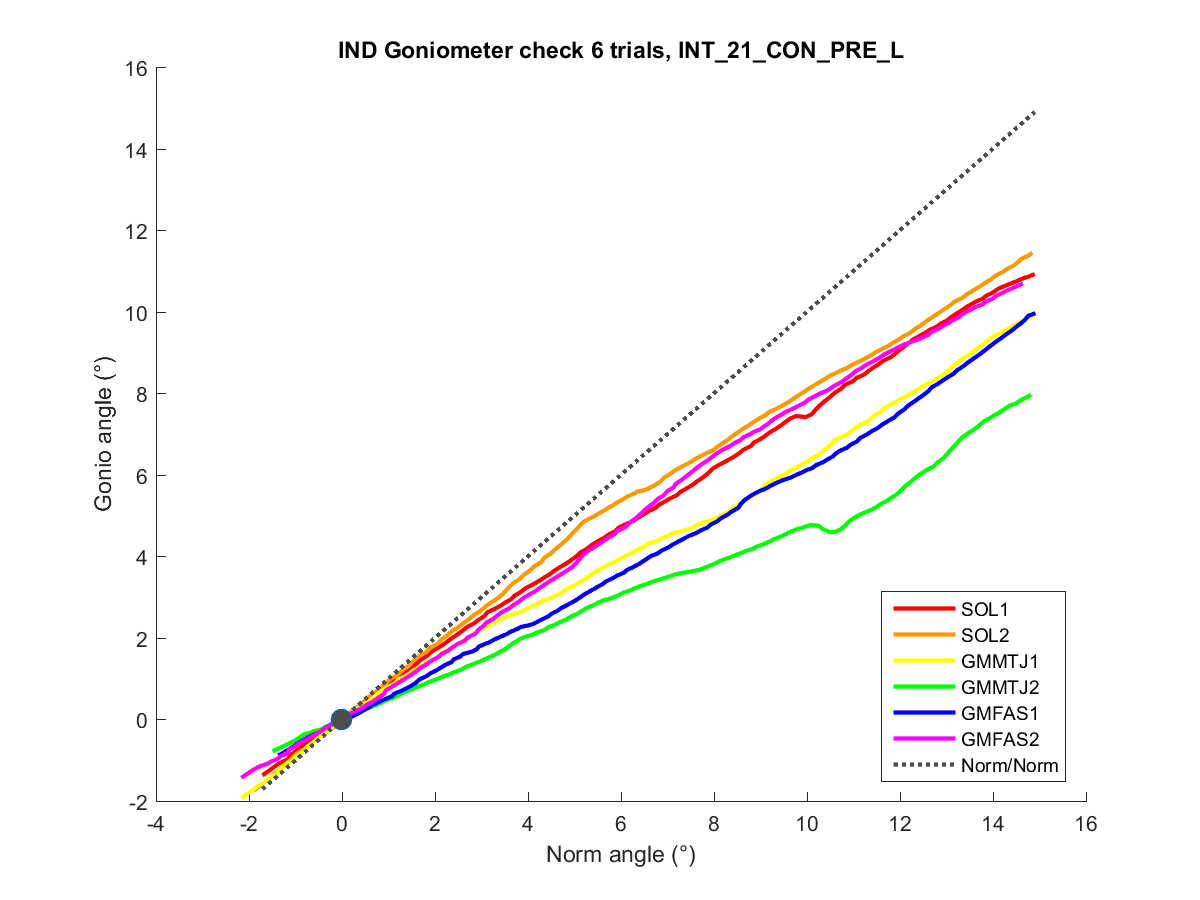 IND Goniometer check 6 trials, INT_21_CON_PRE_L
16
14
12
10
8
6
4
2
0
-2
Gonio angle (°)
-4
-2
0
2
4
6
8
10
12
14
16
Norm angle (°)
SOL1
SOL2
GMMTJ1
GMMTJ2
GMFAS1
GMFAS2
Norm/Norm